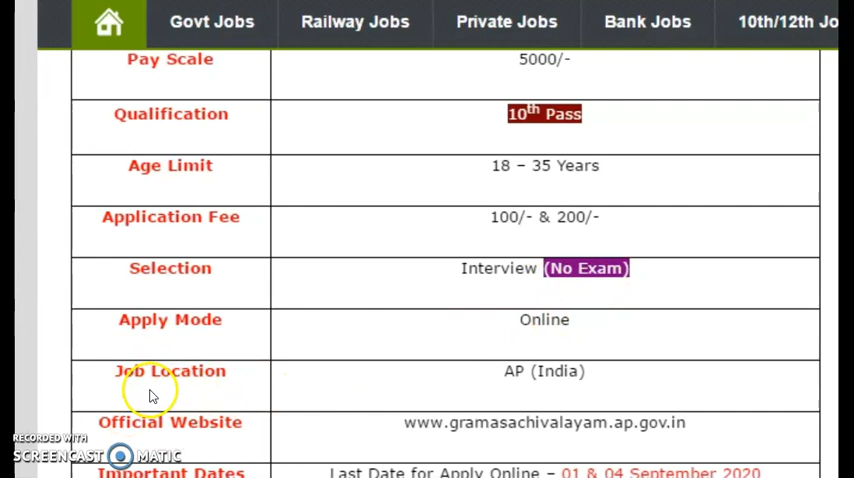 Govt Jobs Railway Jobs Private Jobs Bank Jobs 10th/12th Jo
Pay Scale 5000/-
Qualification 10th Pass
Age Limit 18 – 35 Years
Application Fee 100/- & 200/-
Selection Interview (No Exam)
Apply Mode Online
Job Location AP (India)
Official Website www.gramasachivalayam.ap.gov.in
RECORDED WITH
SCREENCAST MATIC
Important Dates Last Date for Apply Online – 01 & 04 September 2020